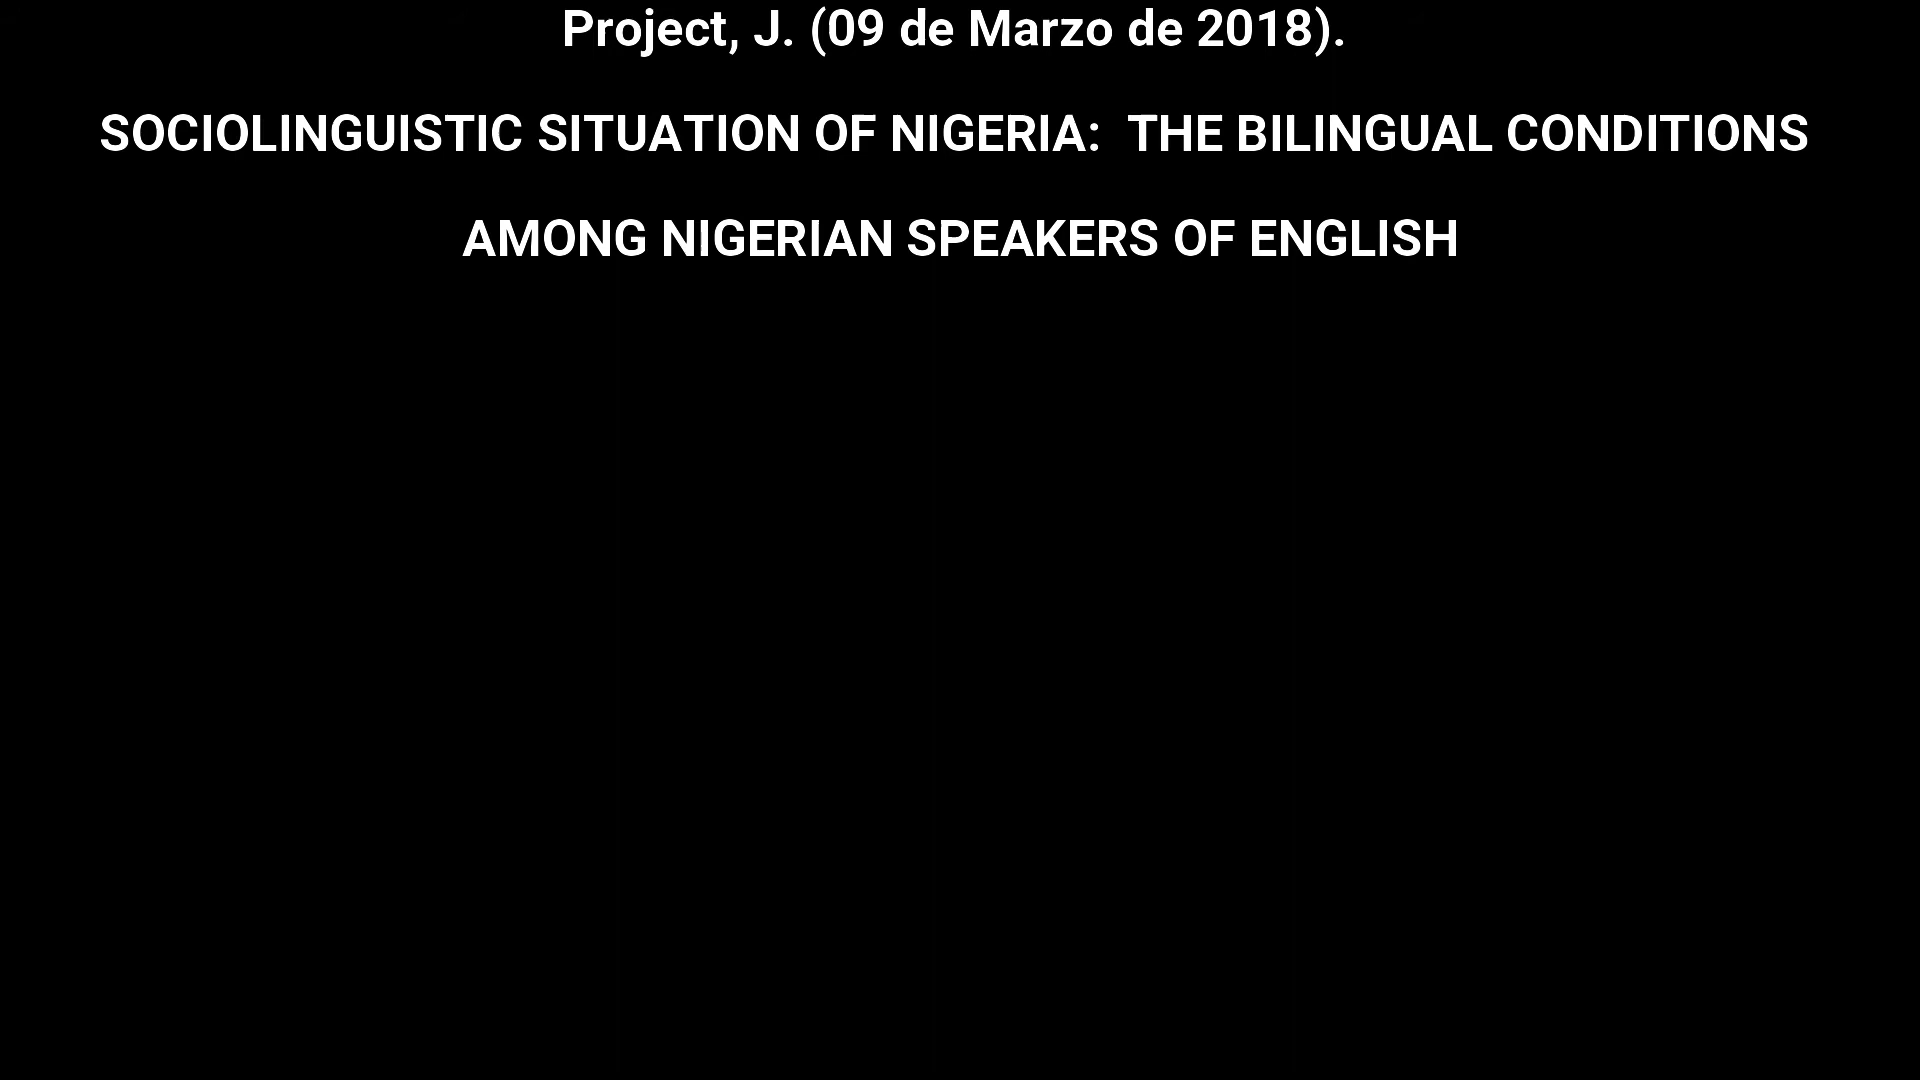 Project, J. (09 de Marzo de 2018).
SOCIOLINGUISTIC SITUATION OF NIGERIA:  THE BILINGUAL CONDITIONS
AMONG NIGERIAN SPEAKERS OF ENGLISH